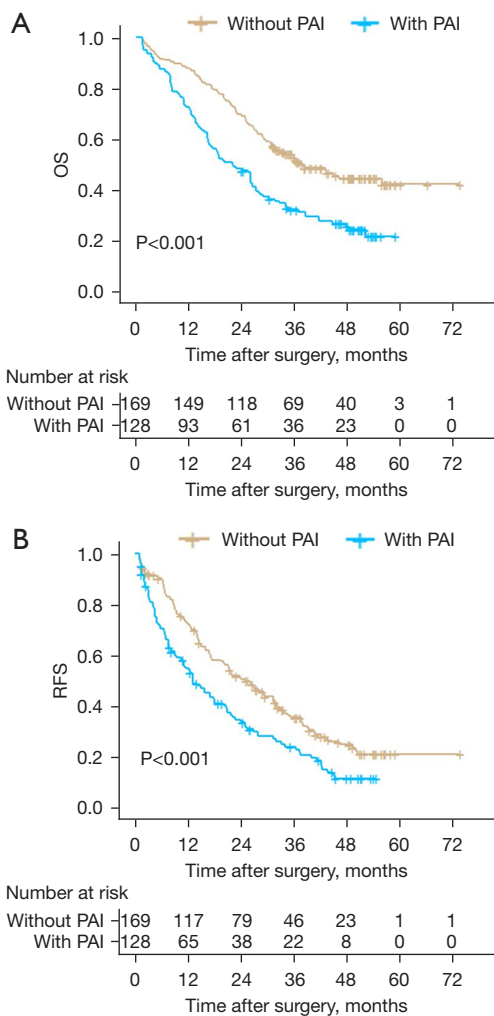 A
Without PAI With PAI
1.0
0.8
0.6
0.4
0.2
0.0
OS
P<0.001
0 12 24 36 48 60 72
Time after surgery, months
Number at risk
Without PAI 169 149 118 69 40 3 1
With PAI 128 93 61 36 23 0 0
0 12 24 36 48 60 72
Time after surgery, months
B
Without PAI With PAI
1.0
0.8
0.6
0.4
0.2
0.0
RFS
P<0.001
0 12 24 36 48 60 72
Time after surgery, months
Number at risk
Without PAI 169 117 79 46 23 1 1
With PAI 128 65 38 22 8 0 0
0 12 24 36 48 60 72
Time after surgery, months